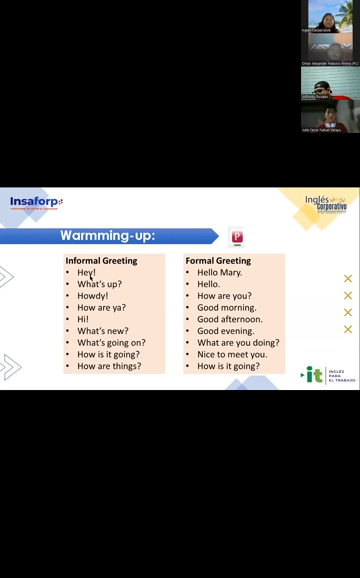 Insaforp
Inglés
Corporativo
Warmming-up:
P
Informal Greeting
• Hey!
• What's up?
• Howdy!
• How are ya?
• Hi!
• What's new?
• What's going on?
• How is it going?
• How are things?
Formal Greeting
• Hello Mary.
• Hello.
• How are you?
• Good morning.
• Good afternoon.
• Good evening.
• What are you doing?
• Nice to meet you.
• How is it going?
it
INGLÉS
PARA
EL TRABAJO